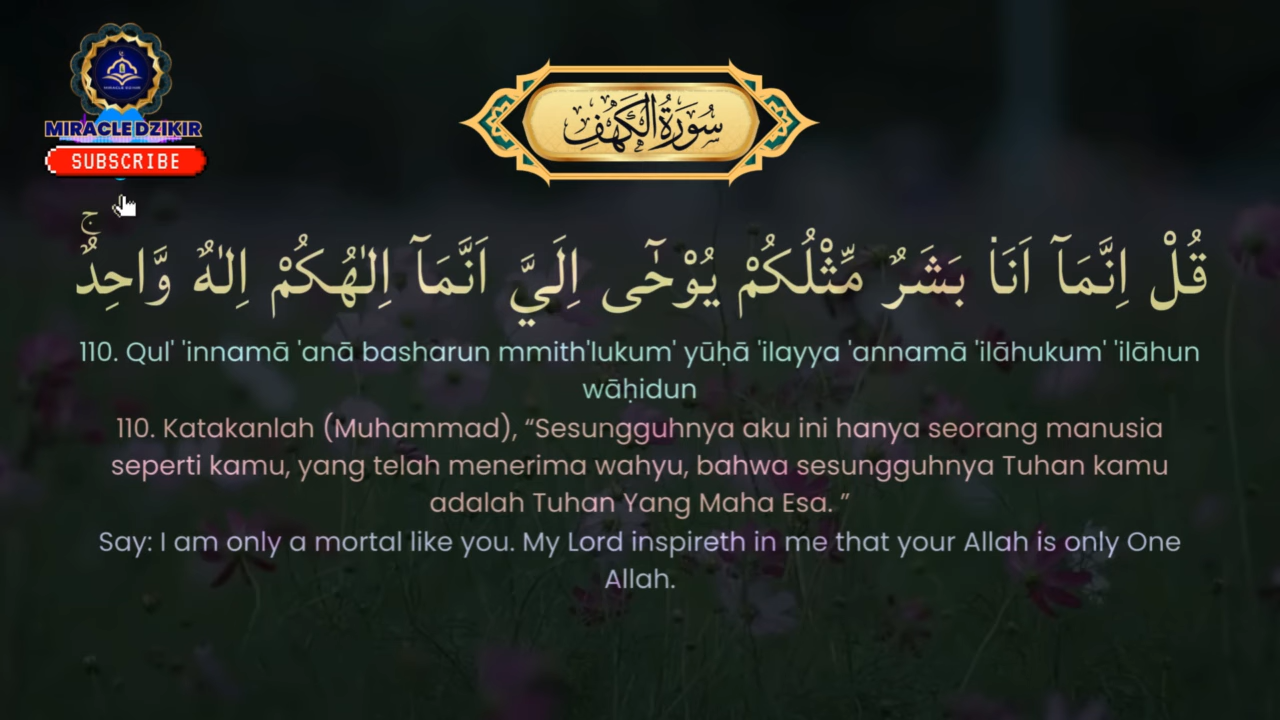 MIRACLE DZIKIR
SUBSCRIBE
سُوْرَةُ الْكَهْفِ
قُلْ اِنَّمَآ اَنَا۠ بَشَرٌ مِّثْلُكُمْ يُوْحٰٓى اِلَيَّ اَنَّمَآ اِلٰهُكُمْ اِلٰهٌ وَّاحِدٌۚ
110. Qul' 'innamā 'anā basharun mmith'lukum' yūḥā 'ilayya 'annamā 'ilāhukum' 'ilāhun
wāḥidun
110. Katakanlah (Muhammad), “Sesungguhnya aku ini hanya seorang manusia
seperti kamu, yang telah menerima wahyu, bahwa sesungguhnya Tuhan kamu
adalah Tuhan Yang Maha Esa. ”
Say: I am only a mortal like you. My Lord inspireth in me that your Allah is only One
Allah.